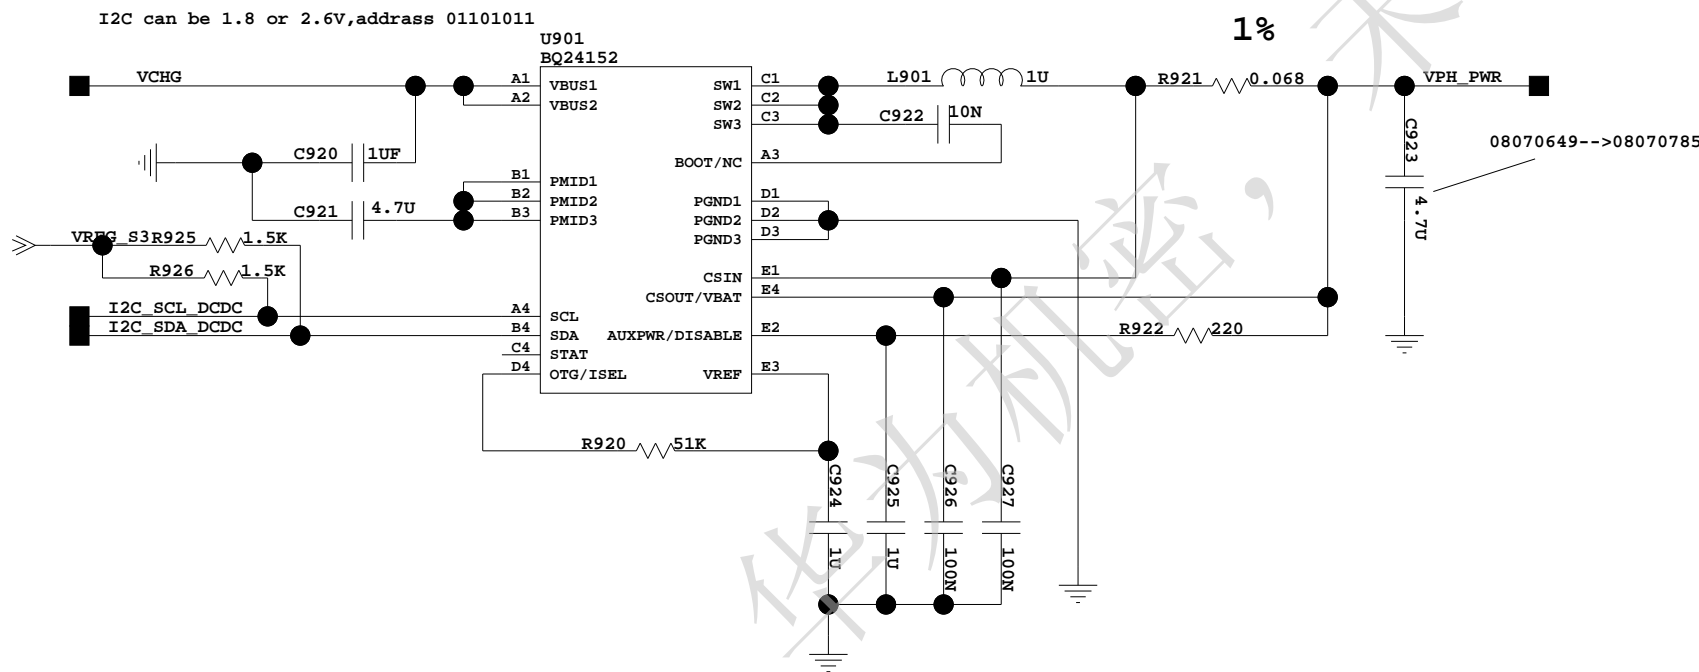 I2C can be 1.8 or 2.6V,addrass 01101011
1%
U901
BQ24152
VCHG
A1
VBUS1
A2
VBUS2
C920
1UF
B1
PMID1
B2
PMID2
B3
PMID3
C921
4.7U
VREG_S3
R925
1.5K
R926
1.5K
I2C_SCL_DCDC
A4
SCL
I2C_SDA_DCDC
B4
SDA
C4
STAT
D4
OTG/ISEL
R920
51K
SW1
C1
SW2
C2
SW3
C3
BOOT/NC
A3
PGND1
D1
PGND2
D2
PGND3
D3
CSIN
E1
CSOUT/VBAT
E4
AUXPWR/DISABLE
E2
VREF
E3
L901
1U
C922
10N
R921
0.068
VPH_PWR
C923
4.7U
08070649-->08070785
R922
220
C924
1U
C925
1U
C926
100N
C927
100N
华为机密，未